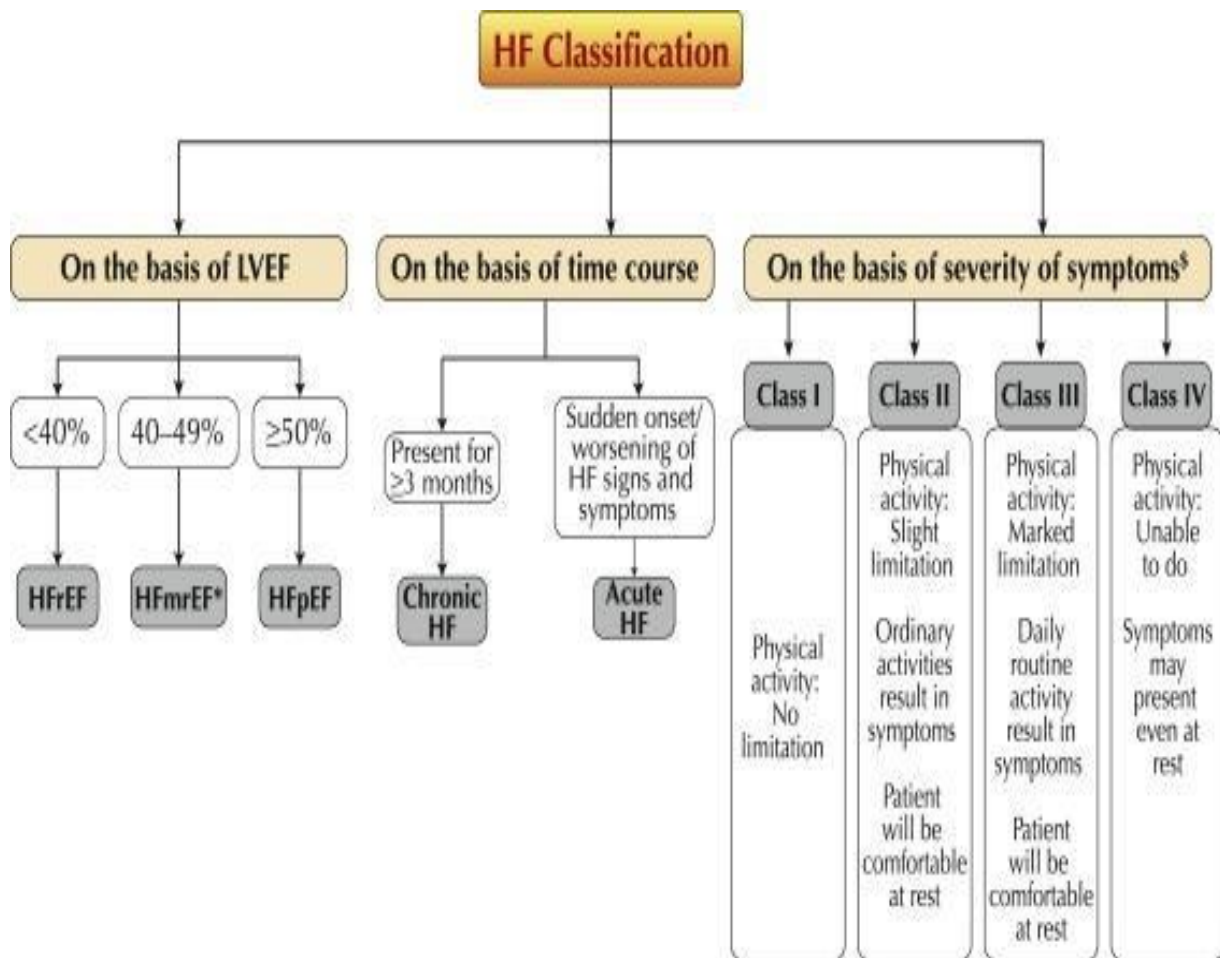 HF Classification
On the basis of LVEF
<40%
40–49%
≥50%
HFrEF
HFmrEF*
HFpEF
On the basis of time course
Present for
≥3 months
Chronic
HF
Sudden onset/
worsening of
HF signs and
symptoms
Acute
HF
On the basis of severity of symptoms$
Class I
Physical
activity:
No
limitation
Class II
Physical
activity:
Slight
limitation
Ordinary
activities
result in
symptoms
Patient
will be
comfortable
at rest
Class III
Physical
activity:
Marked
limitation
Daily
routine
activity
result in
symptoms
Patient
will be
comfortable
at rest
Class IV
Physical
activity:
Unable
to do
Symptoms
may
present
even at
rest